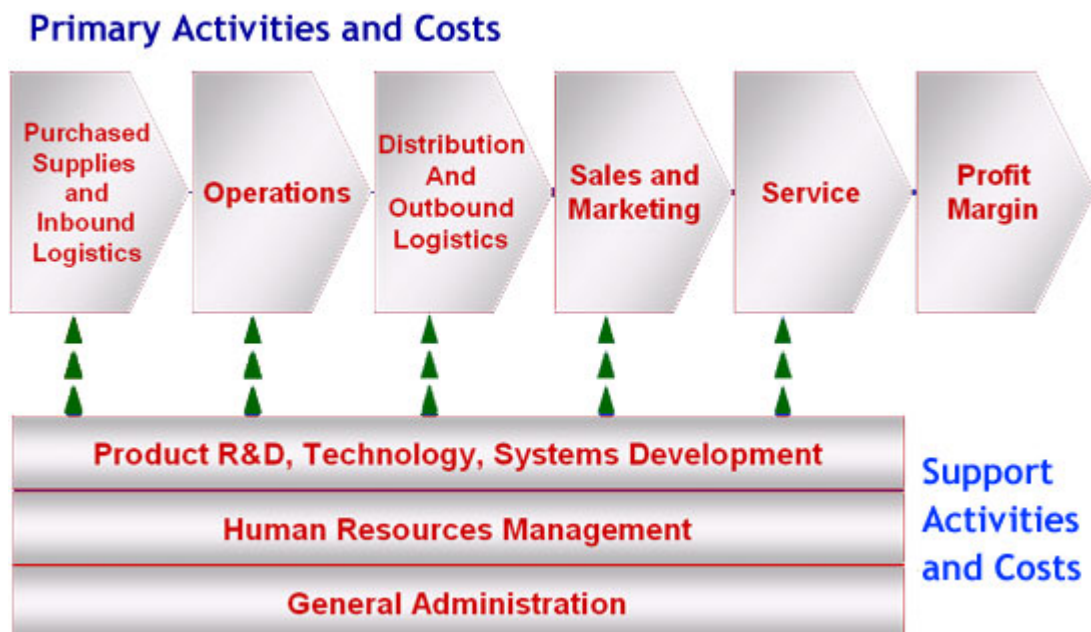 Primary Activities and Costs
Purchased
Supplies
and
Inbound
Logistics
Operations
Distribution
And
Outbound
Logistics
Sales and
Marketing
Service
Profit
Margin
Product R&D, Technology, Systems Development
Human Resources Management
General Administration
Support
Activities
and Costs